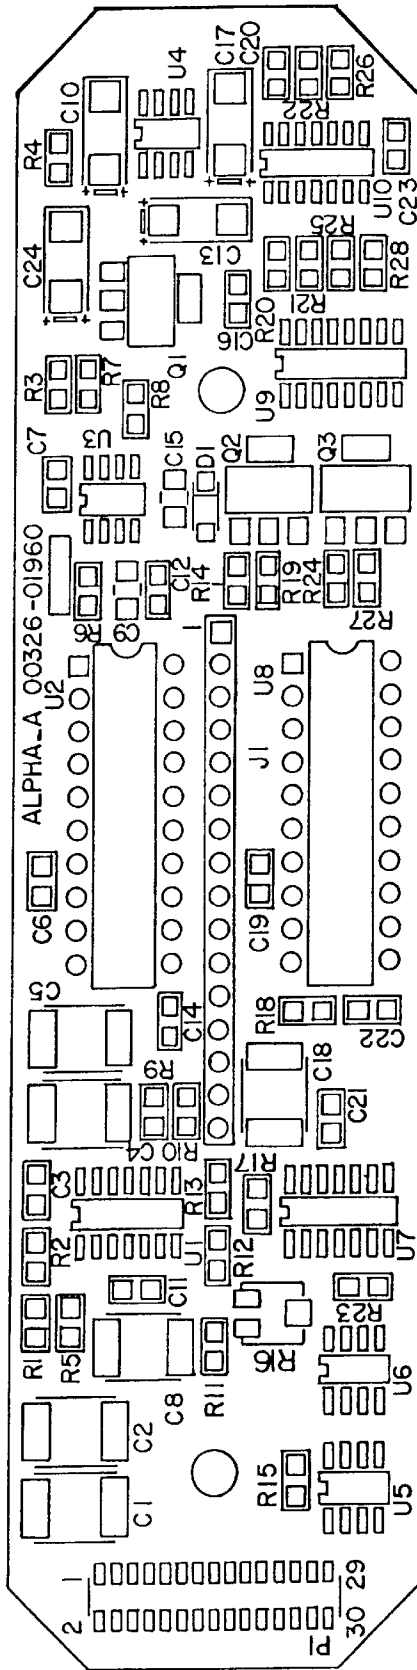 C17
C20
U4
C10
R4
R26
R22
U10
C23
C24
C13
R25
R28
R21
R20
C16
Q1
U9
R3
R7
R8
C7
U3
C15
D1
Q2
Q3
ALPHA_A 00326-01960
R6
C9
C12
R14
R19
R24
R27
1
U2
U8
J1
C6
C19
C5
C14
R18
C22
R9
C4
R10
C18
C21
C3
R13
R17
R2
U1
R12
U7
R1
R5
C11
R16
R23
C8
R11
U6
C2
C1
R15
U5
1
2
29
30
P1